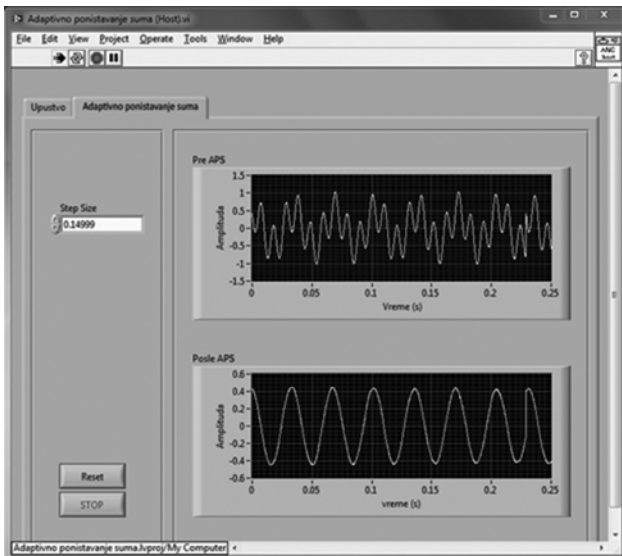 Adaptivno ponistavanje suma (Host).vi
File Edit View Project Operate Tools Window Help
ANC
host
Upustvo
Adaptivno ponistavanje suma
Step Size
0.14999
Pre APS
Amplituda
1.5
1
0.5
0
-0.5
-1
-1.5
0 0.05 0.1 0.15 0.2 0.25
Vreme (s)
Posle APS
Amplituda
0.6
0.4
0.2
0
-0.2
-0.4
-0.6
0 0.05 0.1 0.15 0.2 0.25
vreme (s)
Reset
STOP
Adaptivno ponistavanje suma.lvproj/My Computer